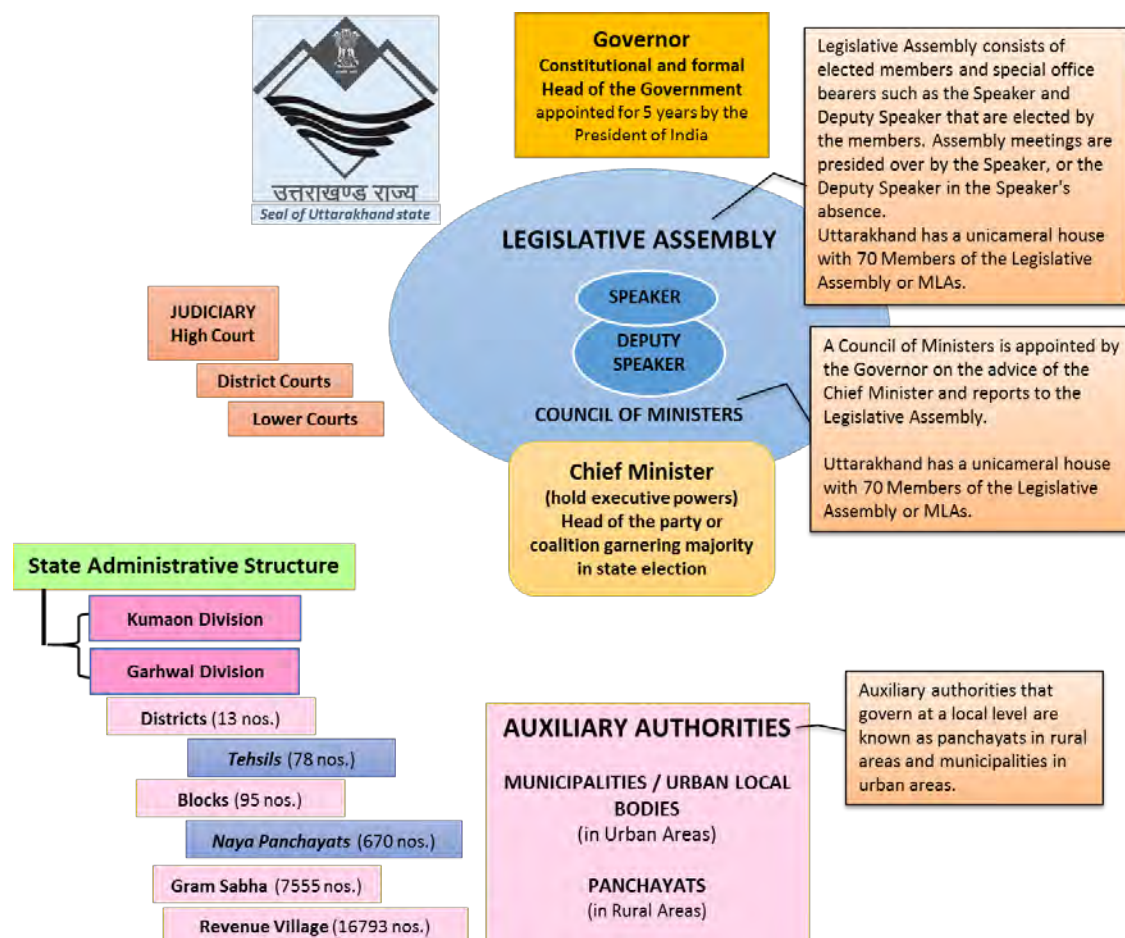 उत्तराखण्ड राज्य
Seal of Uttarakhand state
Governor
Constitutional and formal
Head of the Government
appointed for 5 years by the
President of India
Legislative Assembly consists of
elected members and special office
bearers such as the Speaker and
Deputy Speaker that are elected by
the members. Assembly meetings are
presided over by the Speaker, or the
Deputy Speaker in the Speaker's
absence.
Uttarakhand has a unicameral house
with 70 Members of the Legislative
Assembly or MLAs.
LEGISLATIVE ASSEMBLY
SPEAKER
DEPUTY
SPEAKER
COUNCIL OF MINISTERS
JUDICIARY
High Court
District Courts
Lower Courts
A Council of Ministers is appointed by
the Governor on the advice of the
Chief Minister and reports to the
Legislative Assembly.
Uttarakhand has a unicameral house
with 70 Members of the Legislative
Assembly or MLAs.
Chief Minister
(hold executive powers)
Head of the party or
coalition garnering majority
in state election
State Administrative Structure
Kumaon Division
Garhwal Division
Districts (13 nos.)
Tehsils (78 nos.)
Blocks (95 nos.)
Naya Panchayats (670 nos.)
Gram Sabha (7555 nos.)
Revenue Village (16793 nos.)
AUXILIARY AUTHORITIES
MUNICIPALITIES / URBAN LOCAL
BODIES
(in Urban Areas)
PANCHAYATS
(in Rural Areas)
Auxiliary authorities that
govern at a local level are
known as panchayats in rural
areas and municipalities in
urban areas.